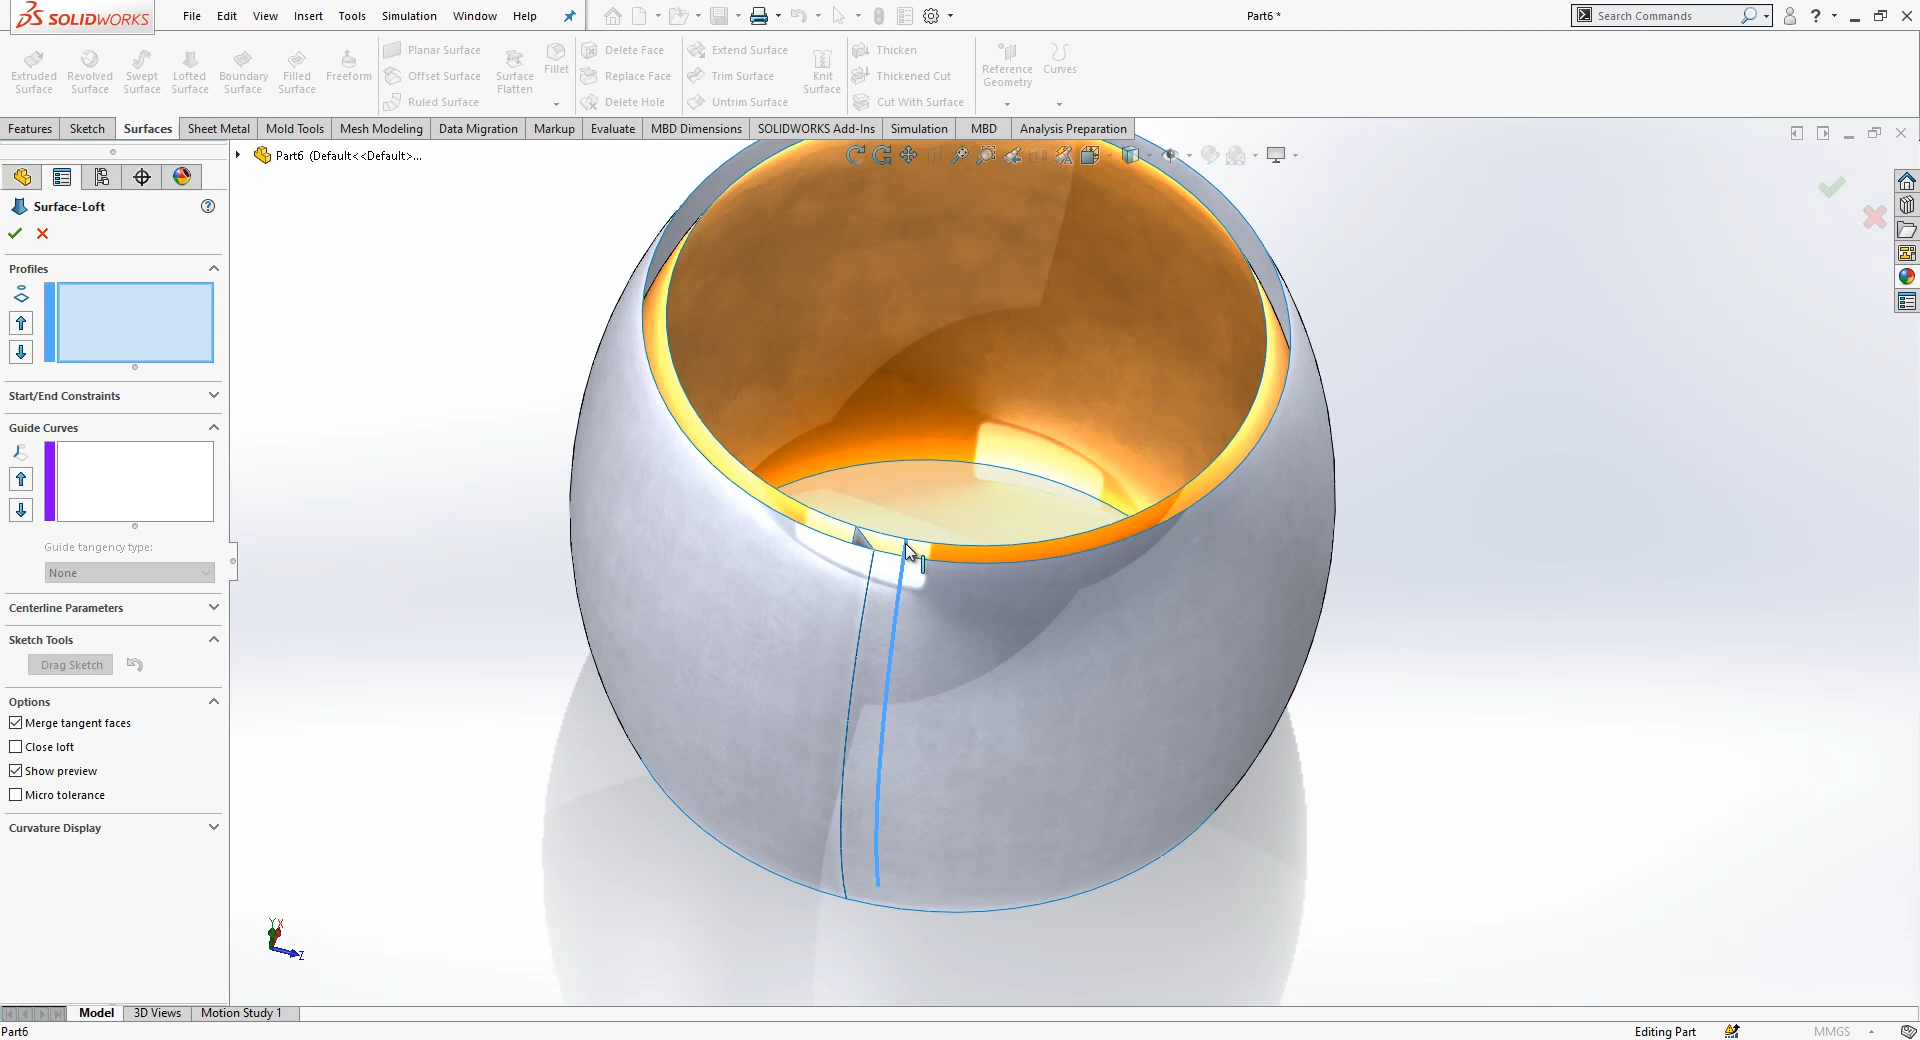 SOLIDWORKS
File Edit View Insert Tools Simulation Window Help
Part6 *
Search Commands
Extruded Surface
Revolved Surface
Swept Surface
Lofted Surface
Boundary Surface
Filled Surface
Freeform
Planar Surface
Offset Surface
Ruled Surface
Surface Flatten
Fillet
Delete Face
Replace Face
Delete Hole
Extend Surface
Trim Surface
Untrim Surface
Knit Surface
Thicken
Thickened Cut
Cut With Surface
Reference Geometry
Curves
Features Sketch Surfaces Sheet Metal Mold Tools Mesh Modeling Data Migration Markup Evaluate MBD Dimensions SOLIDWORKS Add-Ins Simulation MBD Analysis Preparation
Part6 (Default<<Default>...
Surface-Loft
Profiles
Start/End Constraints
Guide Curves
Guide tangency type:
None
Centerline Parameters
Sketch Tools
Drag Sketch
Options
Merge tangent faces
Close loft
Show preview
Micro tolerance
Curvature Display
Y X
Z
Model 3D Views Motion Study 1
Part6
Editing Part
MMGS